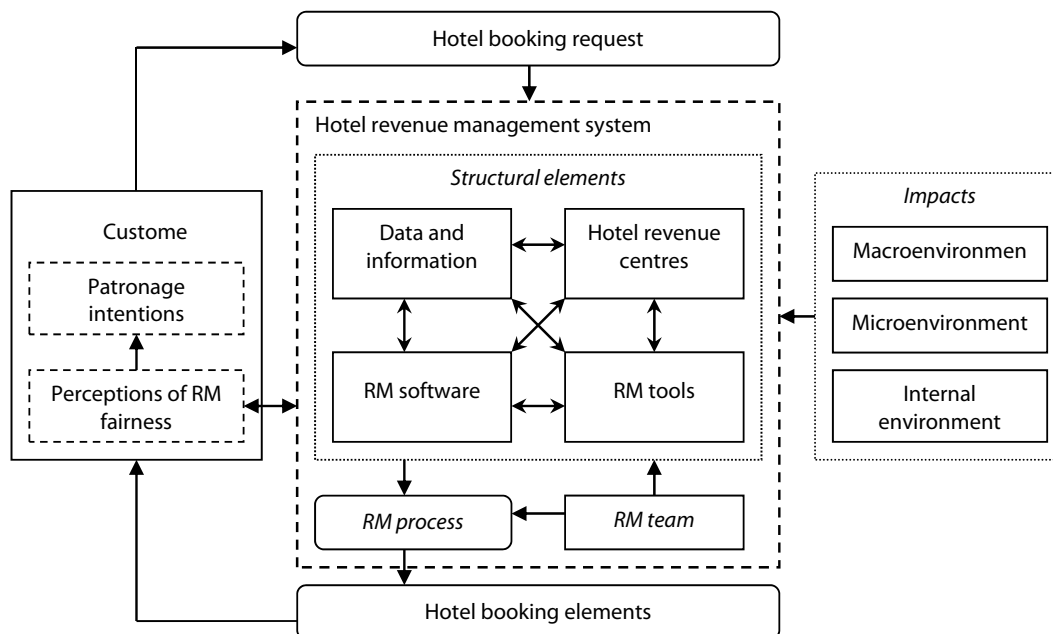 Hotel booking request
Hotel revenue management system
Structural elements
Data and
information
Hotel revenue
centres
RM software
RM tools
RM process
RM team
Hotel booking elements
Custome
Patronage
intentions
Perceptions of RM
fairness
Impacts
Macroenvironmen
Microenvironment
Internal
environment